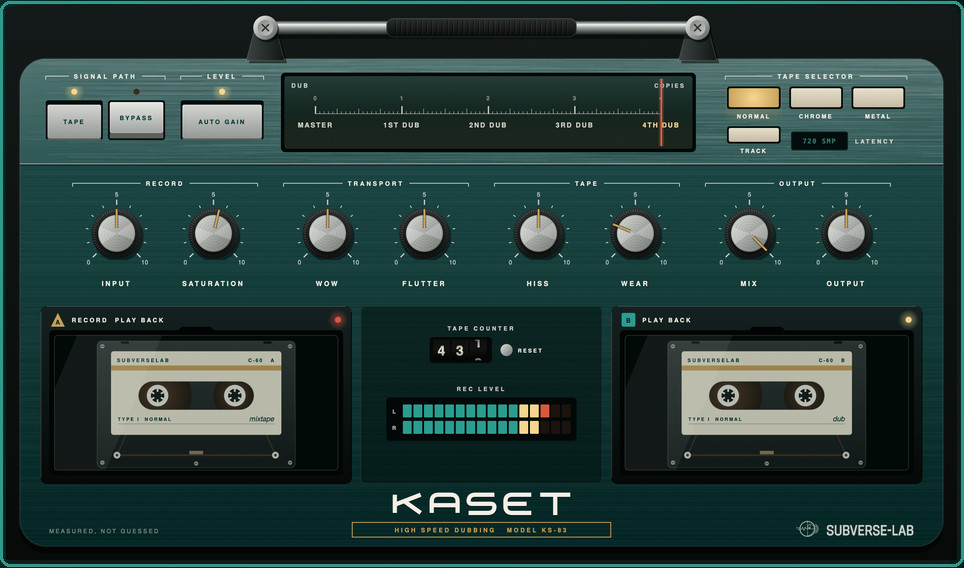 SIGNAL PATH
LEVEL
TAPE
BYPASS
AUTO GAIN
DUB
COPIES
0 1 2 3
MASTER 1ST DUB 2ND DUB 3RD DUB 4TH DUB
TAPE SELECTOR
NORMAL CHROME METAL
TRACK
720 SMP
LATENCY
RECORD
TRANSPORT
TAPE
OUTPUT
5 5 5 5 5 5 5 5
0 10 0 10 0 10 0 10 0 10 0 10 0 10 0 10
INPUT SATURATION WOW FLUTTER HISS WEAR MIX OUTPUT
A RECORD PLAY BACK
SUBVERSELAB C-60 A
TYPE I NORMAL mixtape
TAPE COUNTER
4 3
RESET
REC LEVEL
L
R
B PLAY BACK
SUBVERSELAB C-60 B
TYPE I NORMAL dub
KASET
HIGH SPEED DUBBING MODEL KS-83
MEASURED, NOT GUESSED
SUBVERSE-LAB